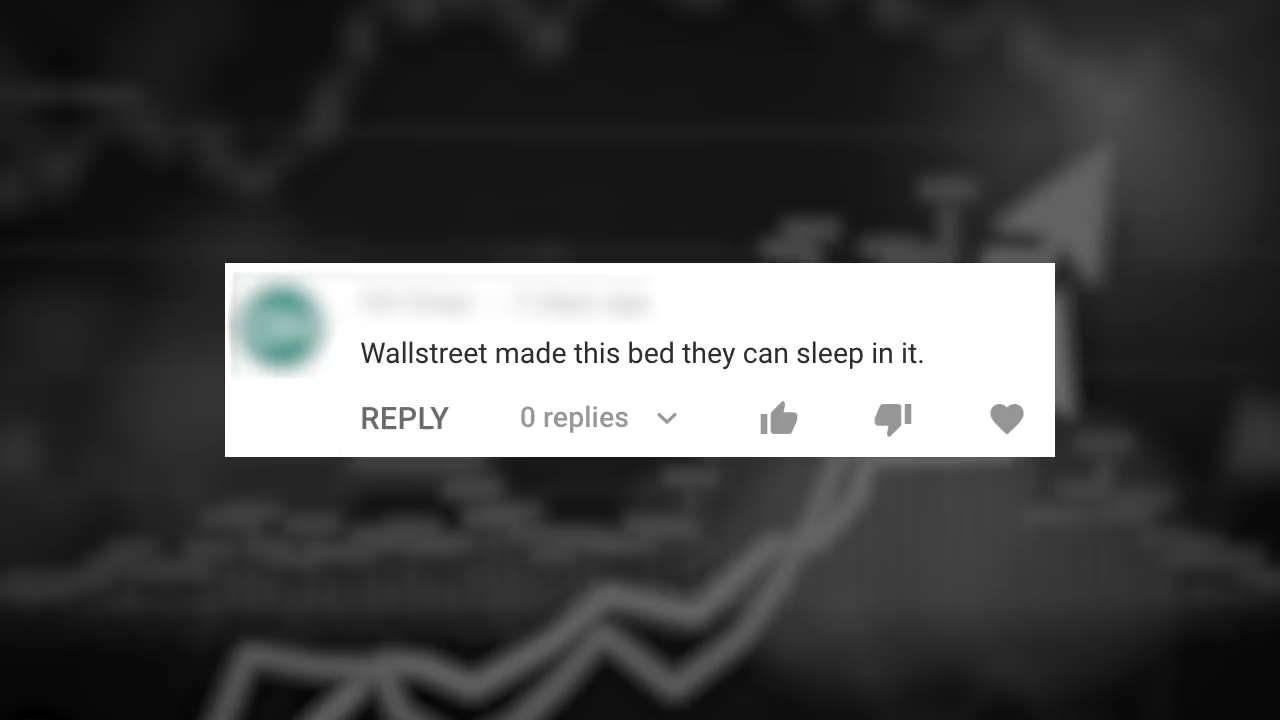 Wallstreet made this bed they can sleep in it.
REPLY 0 replies